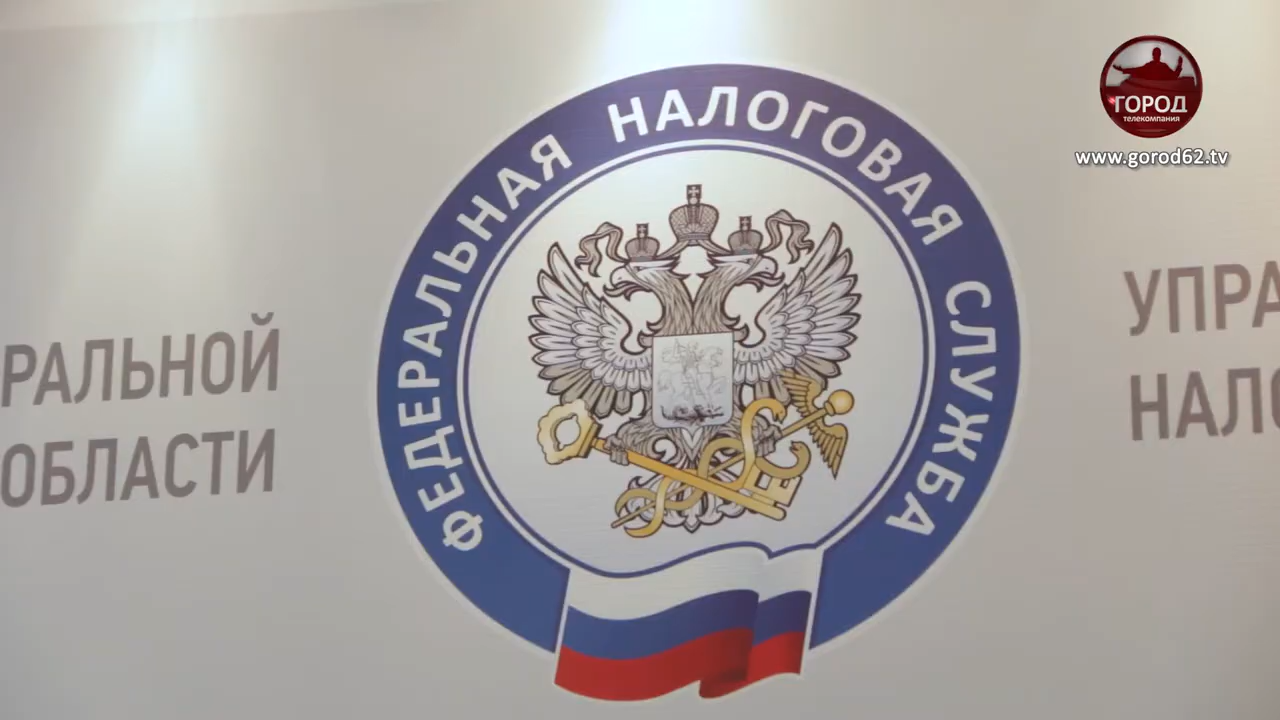 ГОРОД
телекомпания
www.gorod62.tv
ФЕДЕРАЛЬНАЯ НАЛОГОВАЯ СЛУЖБА
РАЛЬНОЙ
ОБЛАСТИ
УПРА
НАЛО